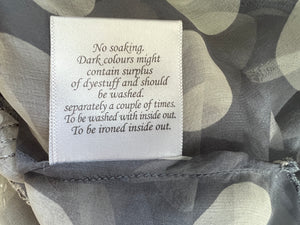 No soaking.
Dark colours might
contain surplus
of dyestuff and should
be washed.
separately a couple of times.
To be washed with inside out.
To be ironed inside out.